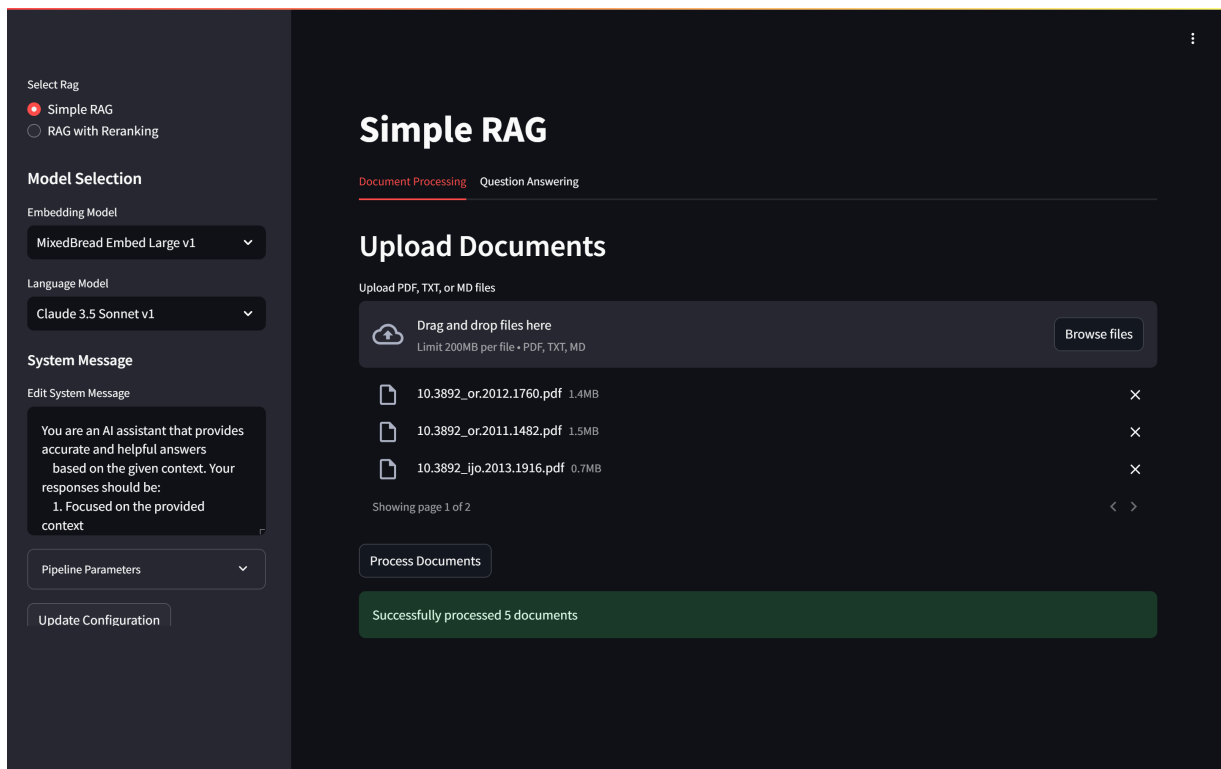 Select Rag
Simple RAG
RAG with Reranking
Model Selection
Embedding Model
MixedBread Embed Large v1
Language Model
Claude 3.5 Sonnet v1
System Message
Edit System Message
You are an AI assistant that provides
accurate and helpful answers
based on the given context. Your
responses should be:
1. Focused on the provided
context
Pipeline Parameters
Update Configuration
Simple RAG
Document Processing Question Answering
Upload Documents
Upload PDF, TXT, or MD files
Drag and drop files here
Limit 200MB per file • PDF, TXT, MD
Browse files
10.3892_or.2012.1760.pdf 1.4MB
10.3892_or.2011.1482.pdf 1.5MB
10.3892_ijo.2013.1916.pdf 0.7MB
Showing page 1 of 2
Process Documents
Successfully processed 5 documents